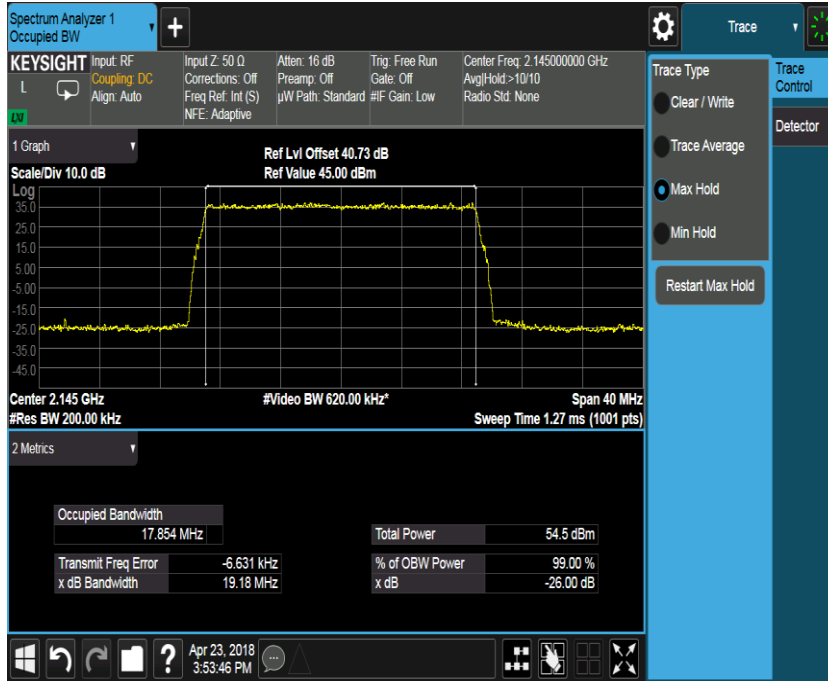 Spectrum Analyzer 1
Occupied BW
+
Trace
KEYSIGHT
L
LXI
Input: RF
Coupling: DC
Align: Auto
Input Z: 50 Ω
Corrections: Off
Freq Ref: Int (S)
NFE: Adaptive
Atten: 16 dB
Preamp: Off
µW Path: Standard
Trig: Free Run
Gate: Off
#IF Gain: Low
Center Freq: 2.145000000 GHz
Avg|Hold:>10/10
Radio Std: None
Trace Type
Clear / Write
Trace Average
Max Hold
Min Hold
Restart Max Hold
Trace
Control
Detector
1 Graph
Scale/Div 10.0 dB
Ref Lvl Offset 40.73 dB
Ref Value 45.00 dBm
Log
35.0
25.0
15.0
5.00
-5.00
-15.0
-25.0
-35.0
-45.0
Center 2.145 GHz
#Video BW 620.00 kHz*
Span 40 MHz
#Res BW 200.00 kHz
Sweep Time 1.27 ms (1001 pts)
2 Metrics
Occupied Bandwidth
17.854 MHz
Total Power 54.5 dBm
Transmit Freq Error -6.631 kHz
% of OBW Power 99.00 %
x dB Bandwidth 19.18 MHz
x dB -26.00 dB
?
Apr 23, 2018
3:53:46 PM